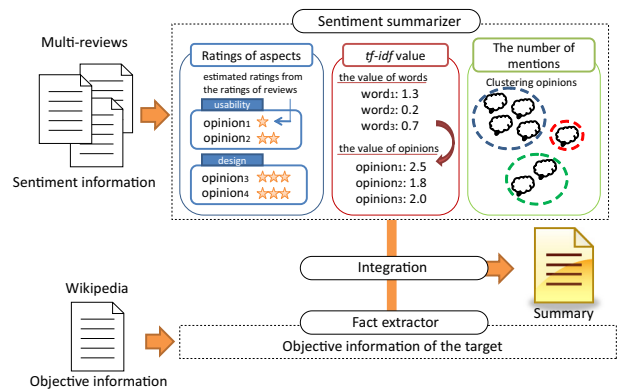 Sentiment summarizer
Multi-reviews
Sentiment information
Ratings of aspects
estimated ratings from
the ratings of reviews
usability
opinion1
opinion2
design
opinion3
opinion4
tf-idf value
the value of words
word1: 1.3
word2: 0.2
word3: 0.7
the value of opinions
opinion1: 2.5
opinion2: 1.8
opinion3: 2.0
The number of
mentions
Clustering opinions
Integration
Summary
Wikipedia
Objective information
Fact extractor
Objective information of the target